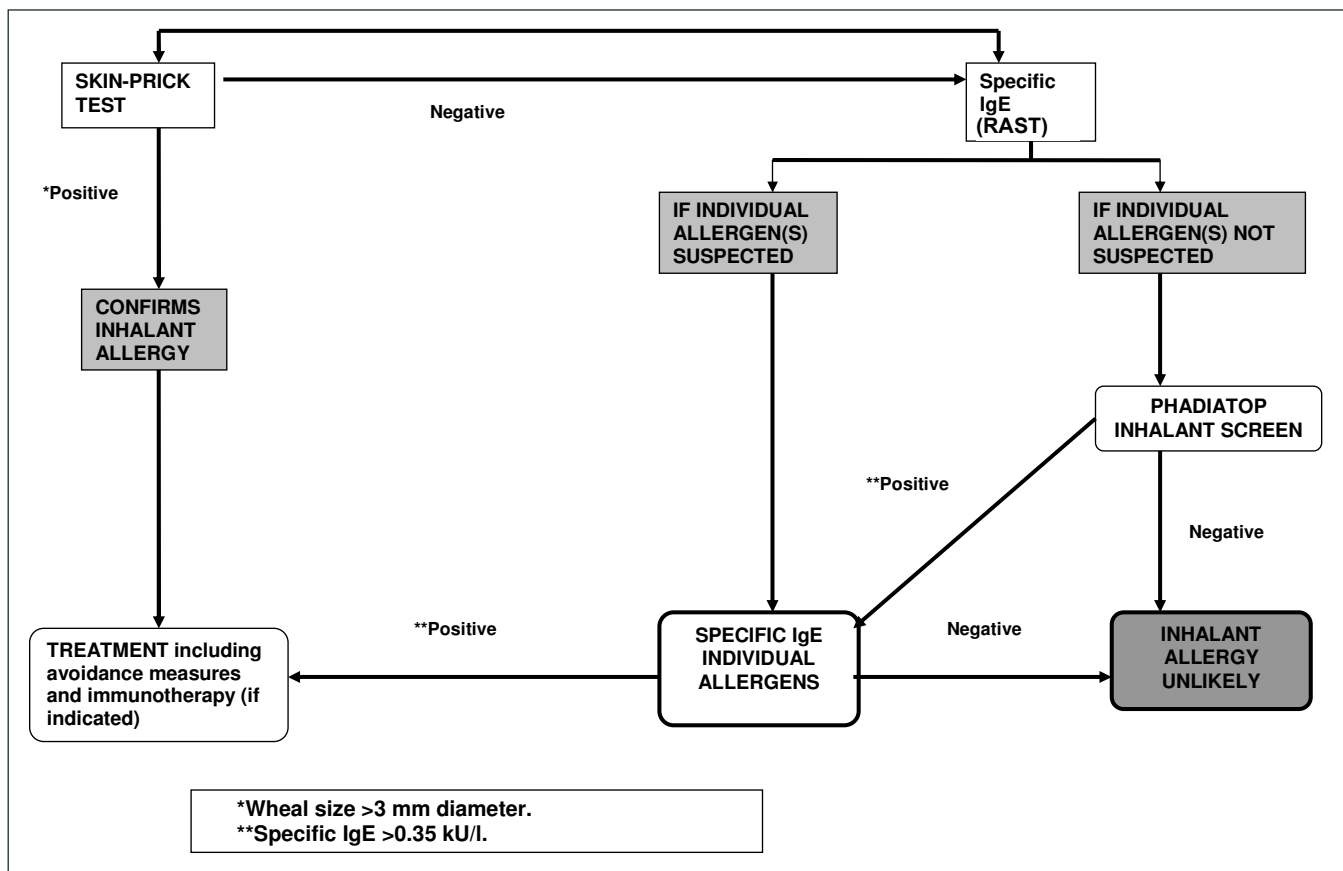 SKIN-PRICK
TEST
Negative
Specific
IgE
(RAST)
*Positive
IF INDIVIDUAL
ALLERGEN(S)
SUSPECTED
IF INDIVIDUAL
ALLERGEN(S) NOT
SUSPECTED
CONFIRMS
INHALANT
ALLERGY
PHADIATOP
INHALANT SCREEN
**Positive
Negative
TREATMENT including
avoidance measures
and immunotherapy (if
indicated)
**Positive
SPECIFIC IgE
INDIVIDUAL
ALLERGENS
Negative
INHALANT
ALLERGY
UNLIKELY
*Wheal size >3 mm diameter.
**Specific IgE >0.35 kU/l.